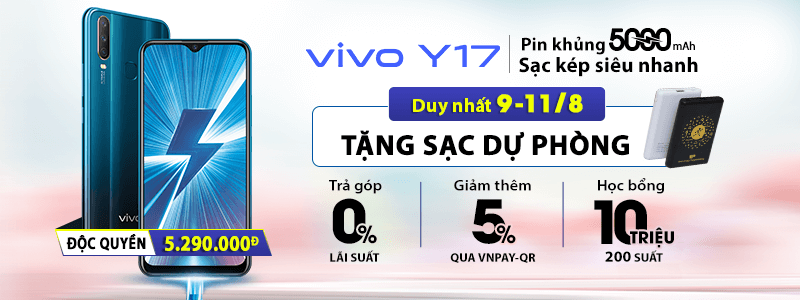 vivo Y17
Pin khủng 5000 mAh
Sạc kép siêu nhanh
Duy nhất 9-11/8
TẶNG SẠC DỰ PHÒNG
Trả góp
0%
LÃI SUẤT
Giảm thêm
5%
QUA VNPAY-QR
Học bổng
10 TRIỆU
200 SUẤT
vivo
ĐỘC QUYỀN 5.290.000Đ